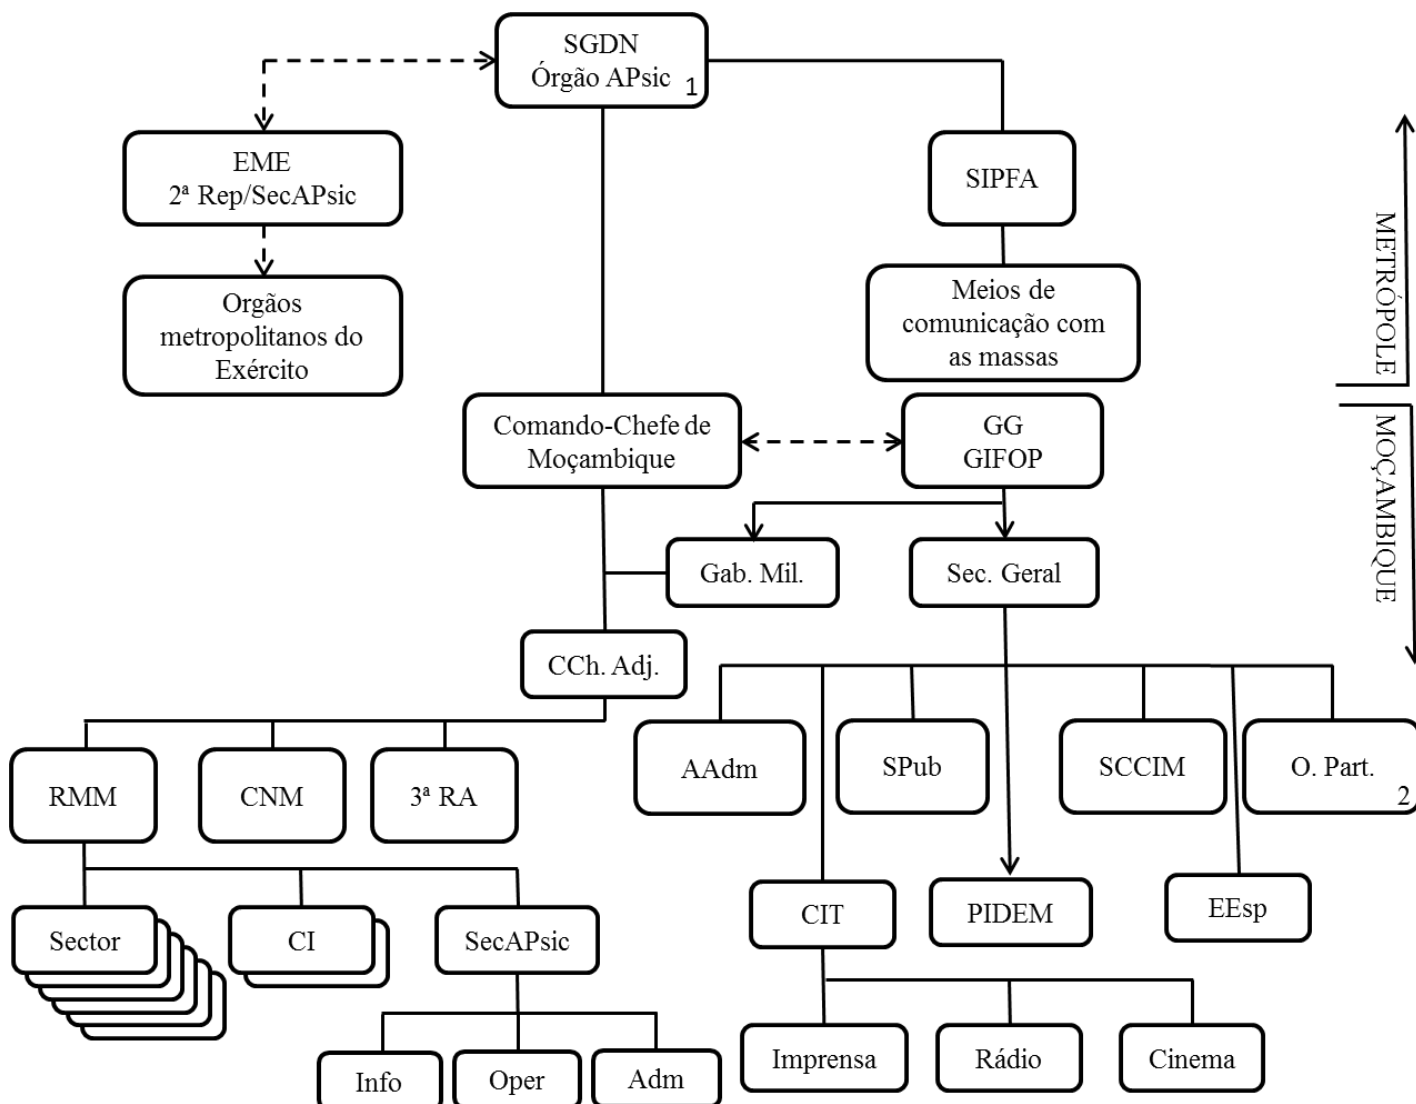 SGDN
Órgão APsic
1
EME
2ª Rep/SecAPsic
SIPFA
Orgãos
metropolitanos do
Exército
Meios de
comunicação com
as massas
METRÓPOLE
Comando-Chefe de
Moçambique
GG
GIFOP
MOÇAMBIQUE
Gab. Mil.
Sec. Geral
CCh. Adj.
RMM
CNM
3ª RA
AAdm
SPub
SCCIM
O. Part.
2
CIT
PIDEM
EEsp
Sector
CI
SecAPsic
Imprensa
Rádio
Cinema
Info
Oper
Adm